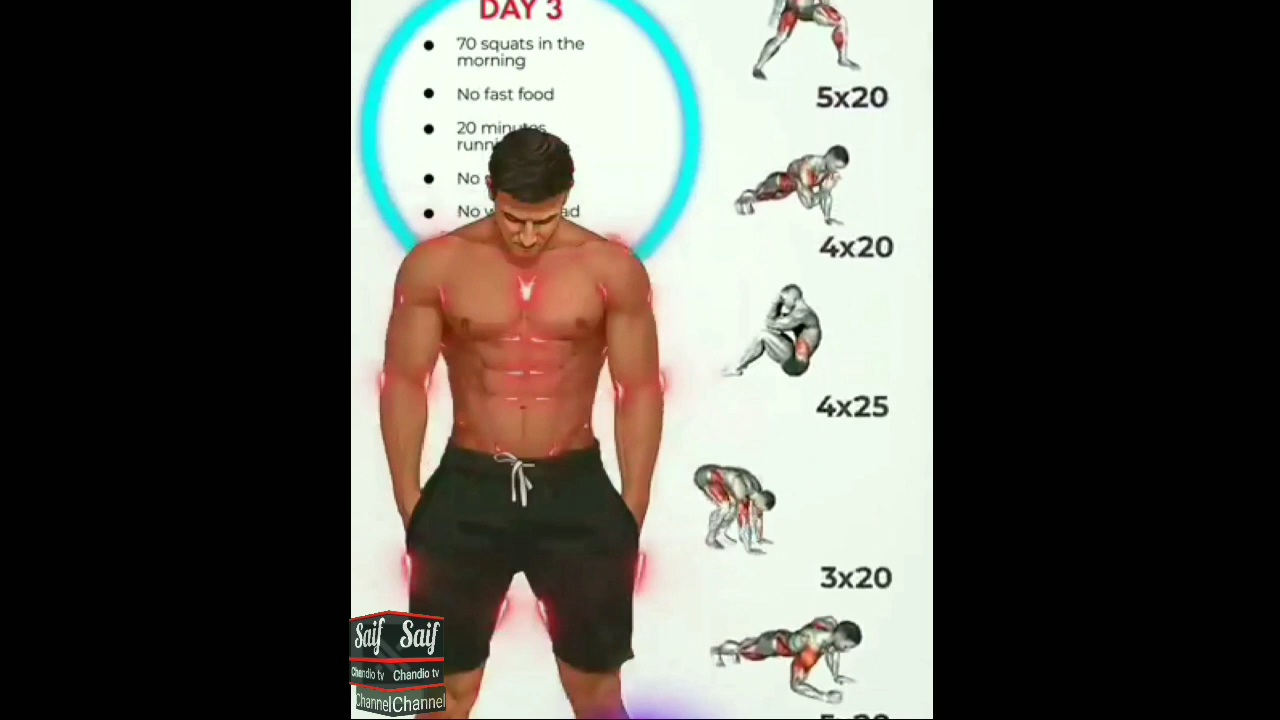 DAY 3
70 squats in the
morning
No fast food
20 minutes
No
No
5x20
4x20
4x25
3x20
Saif Saif
Chandio tv Chandio tv
Channel Channel